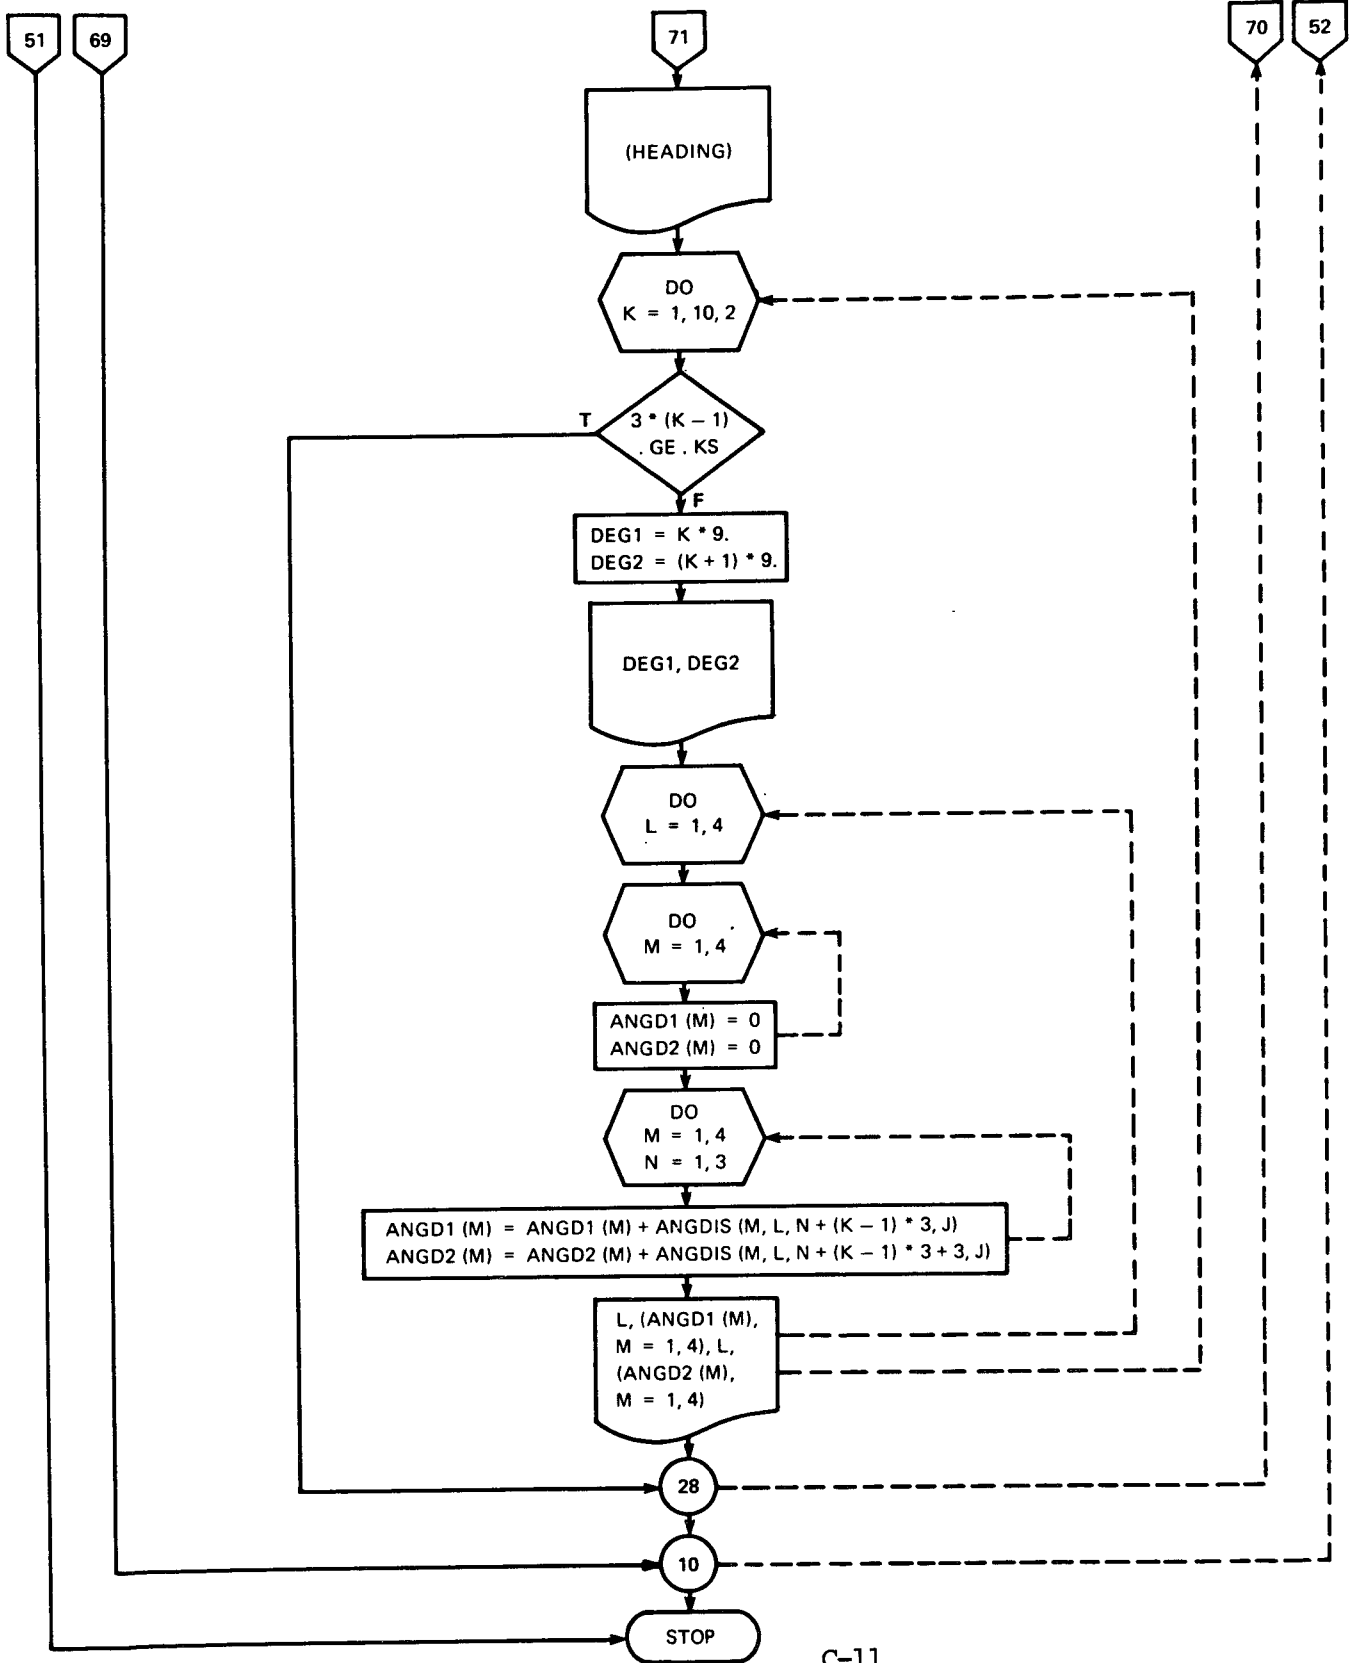 51
69
71
70
52
(HEADING)
DO
K = 1, 10, 2
T
3 * (K – 1)
. GE . KS
F
DEG1 = K * 9.
DEG2 = (K + 1) * 9.
DEG1, DEG2
DO
L = 1, 4
DO
M = 1, 4
ANGD1 (M) = 0
ANGD2 (M) = 0
DO
M = 1, 4
N = 1, 3
ANGD1 (M) = ANGD1 (M) + ANGDIS (M, L, N + (K – 1) * 3, J)
ANGD2 (M) = ANGD2 (M) + ANGDIS (M, L, N + (K – 1) * 3 + 3, J)
L, (ANGD1 (M),
M = 1, 4), L,
(ANGD2 (M),
M = 1, 4)
28
10
STOP
C-11